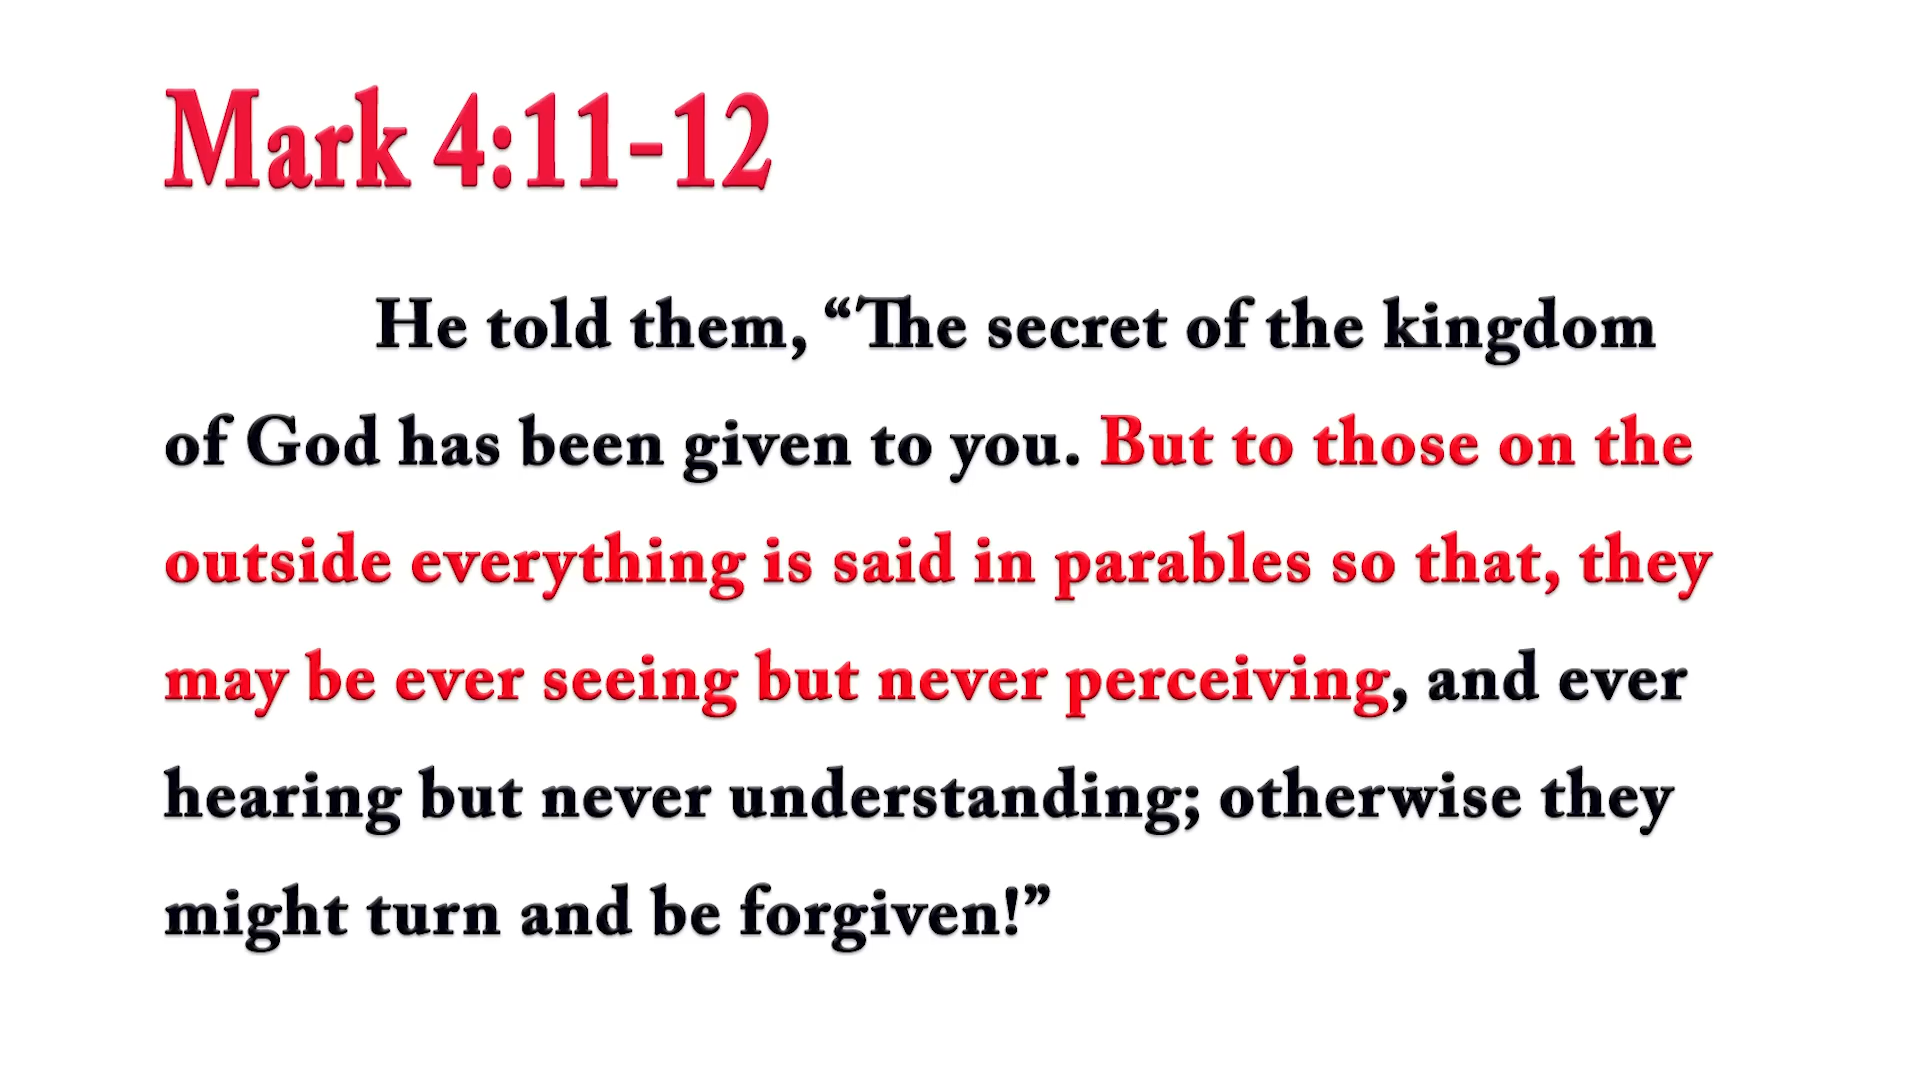 Mark 4:11-12
He told them, “The secret of the kingdom
of God has been given to you. But to those on the
outside everything is said in parables so that, they
may be ever seeing but never perceiving, and ever
hearing but never understanding; otherwise they
might turn and be forgiven!”